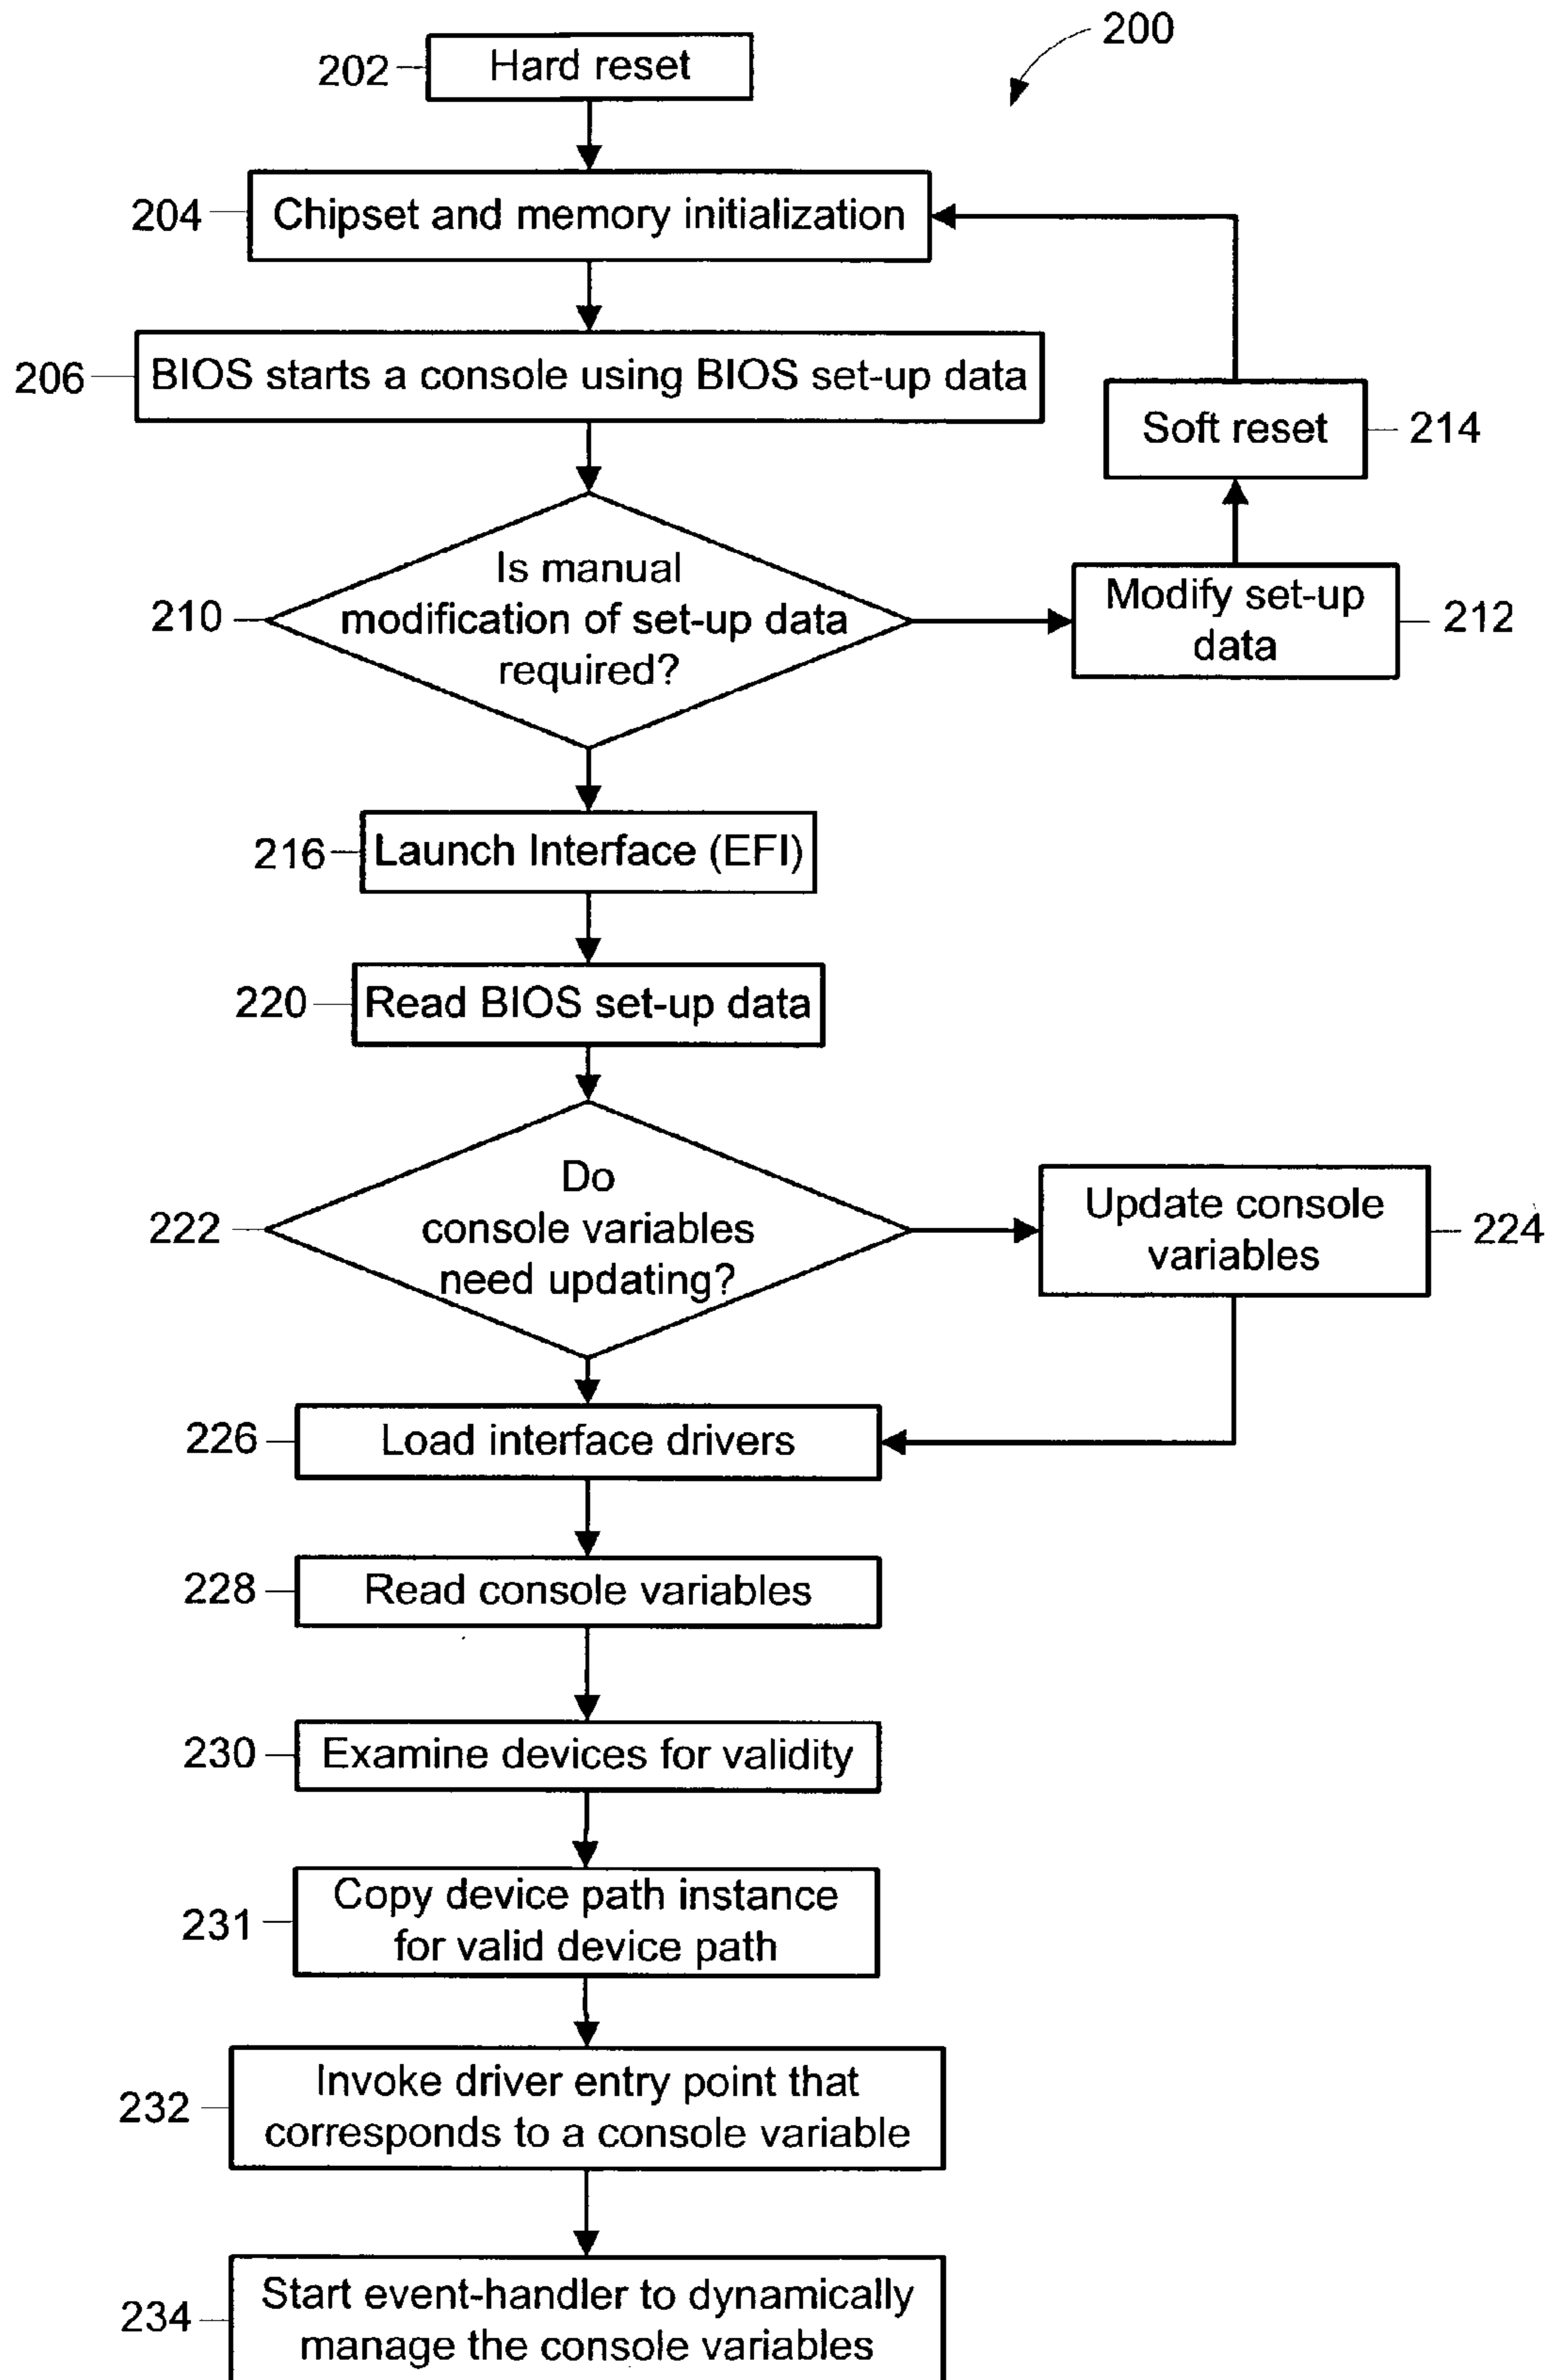 200
202
Hard reset
204
Chipset and memory initialization
206
BIOS starts a console using BIOS set-up data
Soft reset
214
210
Is manual
modification of set-up data
required?
Modify set-up
data
212
216
Launch Interface (EFI)
220
Read BIOS set-up data
222
Do
console variables
need updating?
Update console
variables
224
226
Load interface drivers
228
Read console variables
230
Examine devices for validity
231
Copy device path instance
for valid device path
232
Invoke driver entry point that
corresponds to a console variable
234
Start event-handler to dynamically
manage the console variables